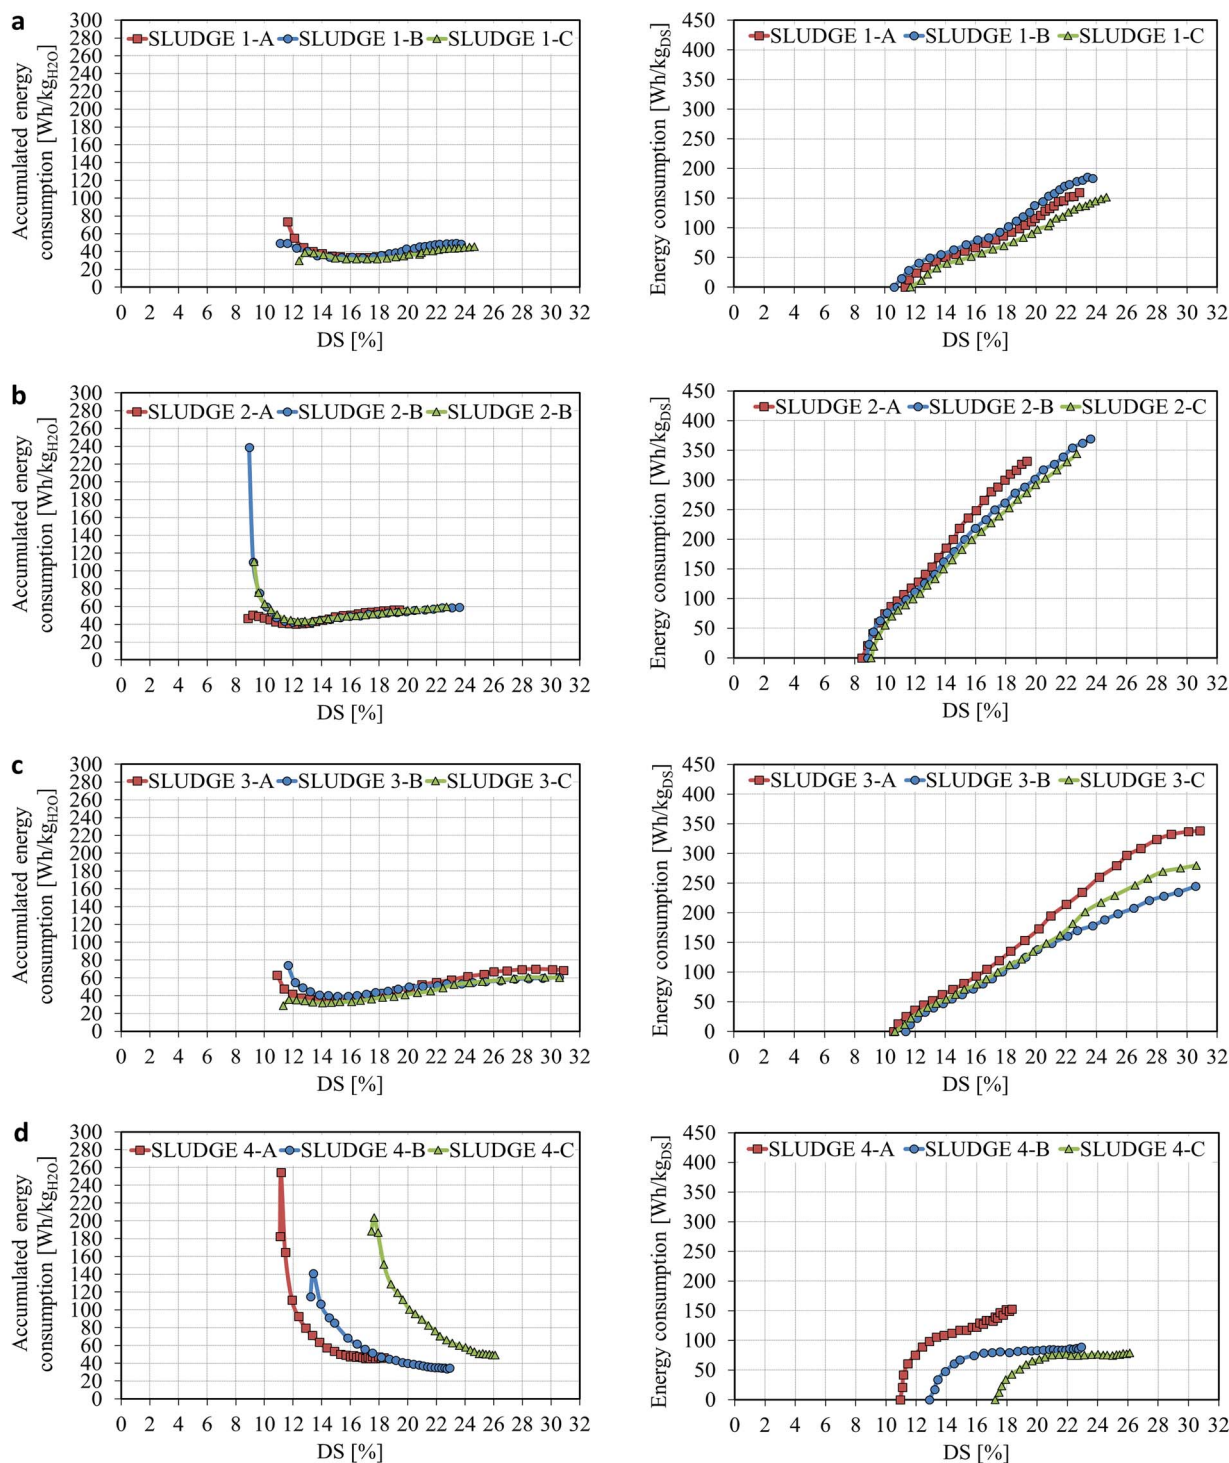 a
Accumulated energy
consumption [Wh/kgH2O]
300
280
260
240
220
200
180
160
140
120
100
80
60
40
20
0
SLUDGE 1-A SLUDGE 1-B SLUDGE 1-C
0 2 4 6 8 10 12 14 16 18 20 22 24 26 28 30 32
DS [%]
Energy consumption [Wh/kgDS]
450
400
350
300
250
200
150
100
50
0
SLUDGE 1-A SLUDGE 1-B SLUDGE 1-C
0 2 4 6 8 10 12 14 16 18 20 22 24 26 28 30 32
DS [%]
b
Accumulated energy
consumption [Wh/kgH2O]
300
280
260
240
220
200
180
160
140
120
100
80
60
40
20
0
SLUDGE 2-A SLUDGE 2-B SLUDGE 2-B
0 2 4 6 8 10 12 14 16 18 20 22 24 26 28 30 32
DS [%]
Energy consumption [Wh/kgDS]
450
400
350
300
250
200
150
100
50
0
SLUDGE 2-A SLUDGE 2-B SLUDGE 2-C
0 2 4 6 8 10 12 14 16 18 20 22 24 26 28 30 32
DS [%]
c
Accumulated energy
consumption [Wh/kgH2O]
300
280
260
240
220
200
180
160
140
120
100
80
60
40
20
0
SLUDGE 3-A SLUDGE 3-B SLUDGE 3-C
0 2 4 6 8 10 12 14 16 18 20 22 24 26 28 30 32
DS [%]
Energy consumption [Wh/kgDS]
450
400
350
300
250
200
150
100
50
0
SLUDGE 3-A SLUDGE 3-B SLUDGE 3-C
0 2 4 6 8 10 12 14 16 18 20 22 24 26 28 30 32
DS [%]
d
Accumulated energy
consumption [Wh/kgH2O]
300
280
260
240
220
200
180
160
140
120
100
80
60
40
20
0
SLUDGE 4-A SLUDGE 4-B SLUDGE 4-C
0 2 4 6 8 10 12 14 16 18 20 22 24 26 28 30 32
DS [%]
Energy consumption [Wh/kgDS]
450
400
350
300
250
200
150
100
50
0
SLUDGE 4-A SLUDGE 4-B SLUDGE 4-C
0 2 4 6 8 10 12 14 16 18 20 22 24 26 28 30 32
DS [%]